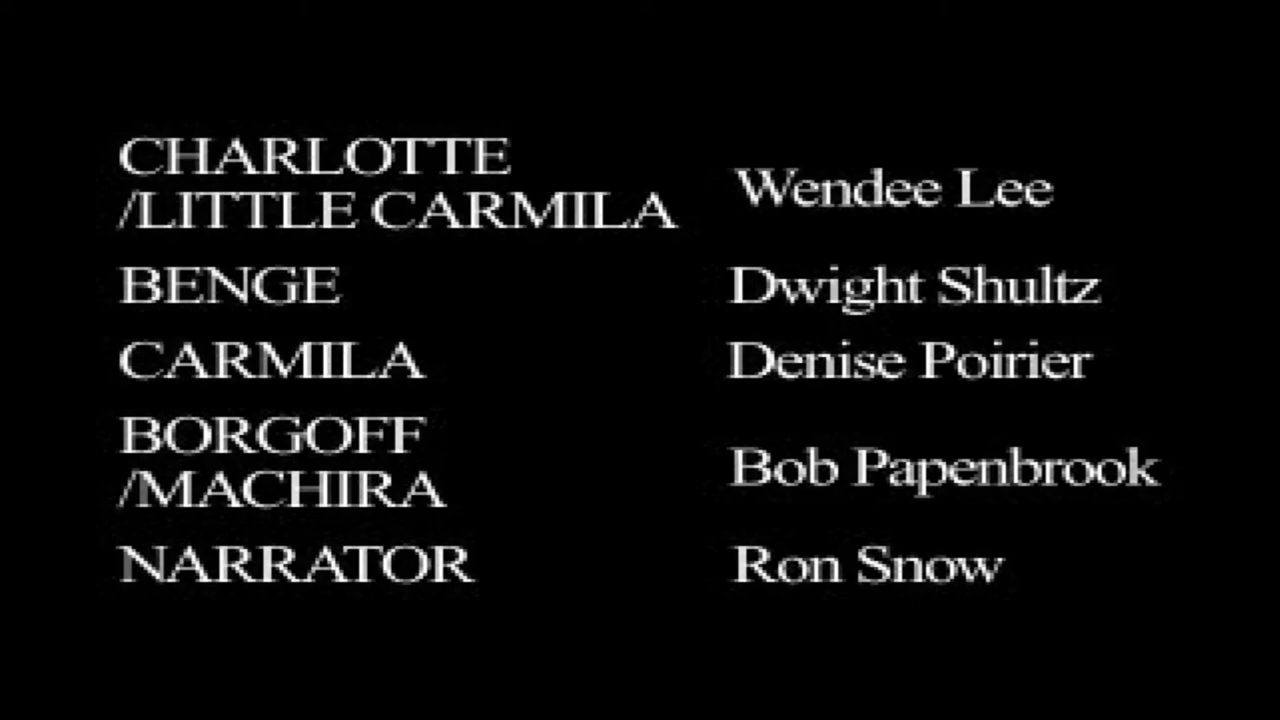 CHARLOTTE
/LITTLE CARMILA Wendee Lee
BENGE Dwight Shultz
CARMILA Denise Poirier
BORGOFF
/MACHIRA Bob Papenbrook
NARRATOR Ron Snow